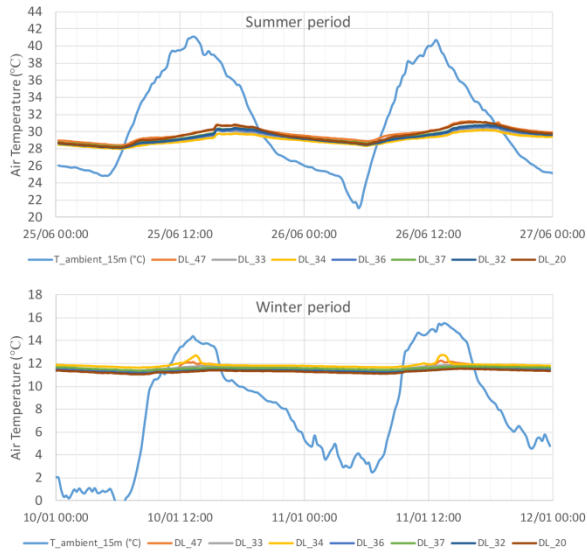 Summer period
Air Temperature (°C)
44
42
40
38
36
34
32
30
28
26
24
22
20
25/06 00:00 25/06 12:00 26/06 00:00 26/06 12:00 27/06 00:00
T_ambient_15m (°C) DL_47 DL_33 DL_34 DL_36 DL_37 DL_32 DL_20
Winter period
Air Temperature (°C)
18
16
14
12
10
8
6
4
2
0
10/01 00:00 10/01 12:00 11/01 00:00 11/01 12:00 12/01 00:00
T_ambient_15m (°C) DL_47 DL_33 DL_34 DL_36 DL_37 DL_32 DL_20